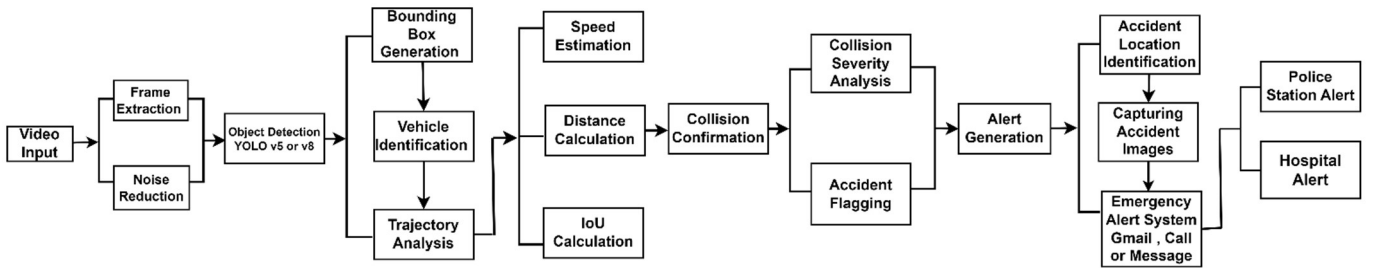 Video
Input
Frame
Extraction
Noise
Reduction
Object Detection
YOLO v5 or v8
Bounding
Box
Generation
Vehicle
Identification
Trajectory
Analysis
Speed
Estimation
Distance
Calculation
IoU
Calculation
Collision
Confirmation
Collision
Severity
Analysis
Accident
Flagging
Alert
Generation
Accident
Location
Identification
Capturing
Accident
Images
Emergency
Alert System
Gmail , Call
or Message
Police
Station Alert
Hospital
Alert